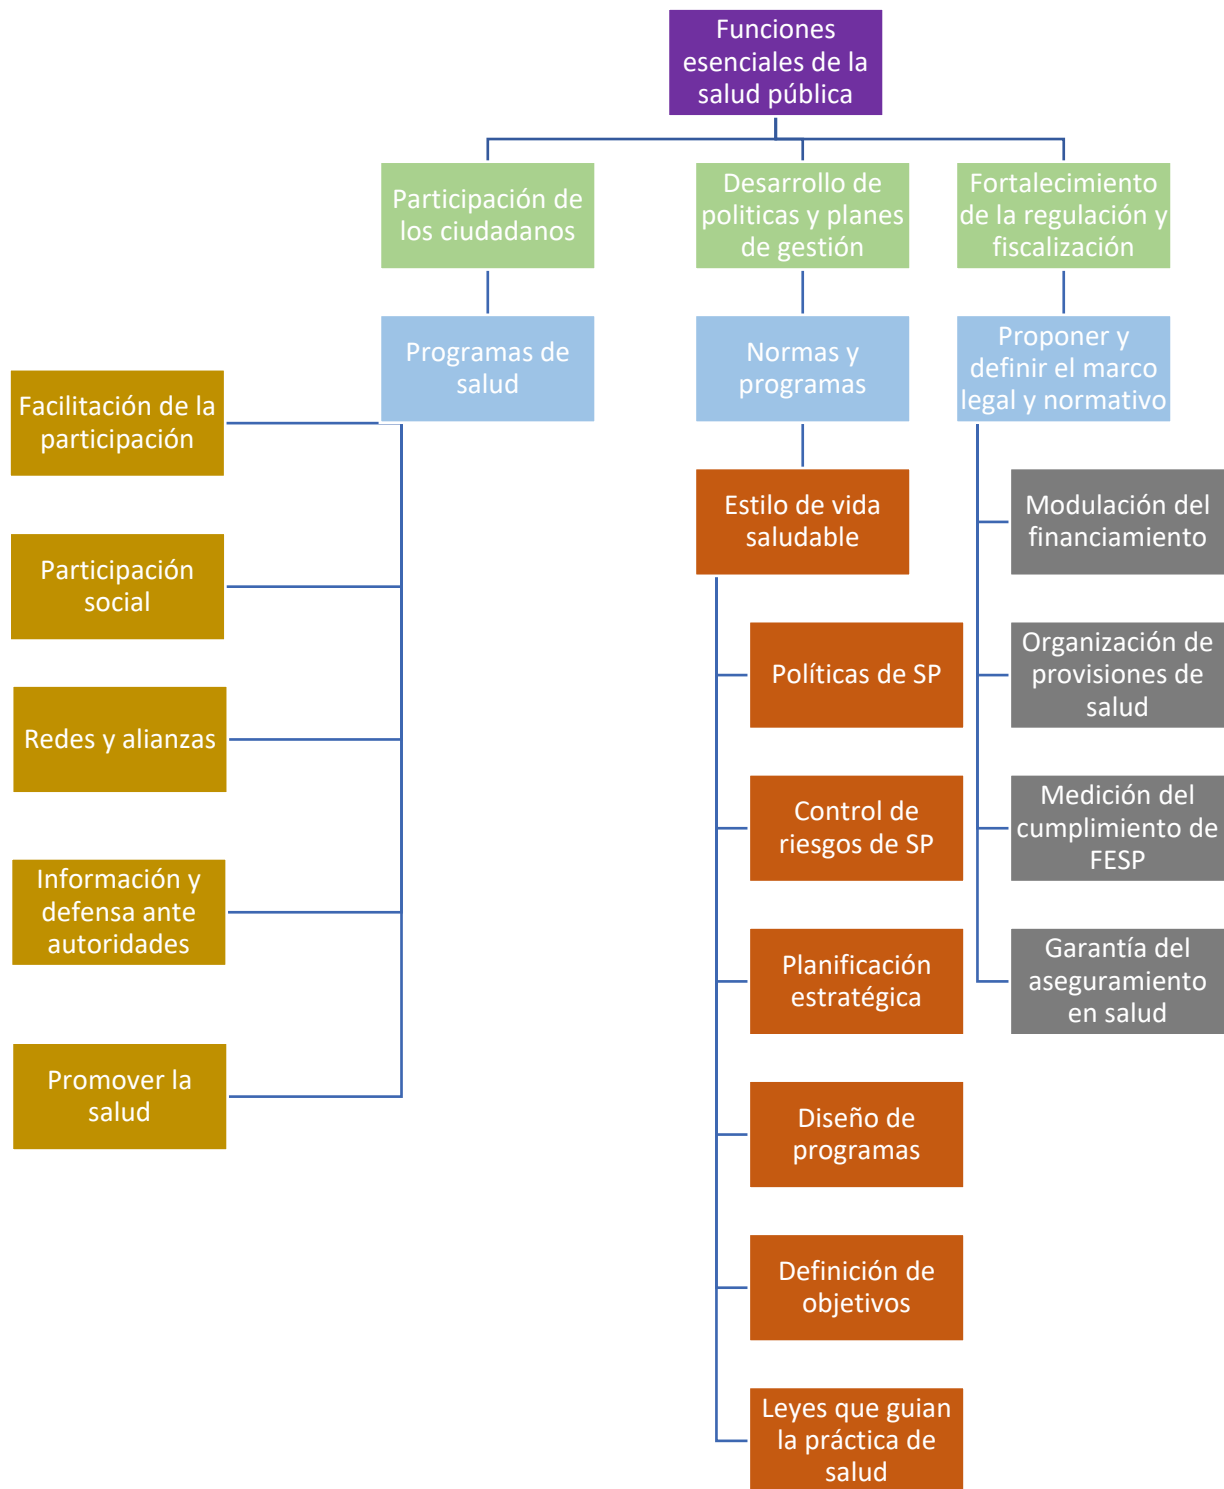 Funciones
esenciales de la
salud pública
Participación de
los ciudadanos
Desarrollo de
politicas y planes
de gestión
Fortalecimiento
de la regulación y
fiscalización
Programas de
salud
Normas y
programas
Proponer y
definir el marco
legal y normativo
Facilitación de la
participación
Participación
social
Redes y alianzas
Información y
defensa ante
autoridades
Promover la
salud
Estilo de vida
saludable
Políticas de SP
Control de
riesgos de SP
Planificación
estratégica
Diseño de
programas
Definición de
objetivos
Leyes que guian
la práctica de
salud
Modulación del
financiamiento
Organización de
provisiones de
salud
Medición del
cumplimiento de
FESP
Garantía del
aseguramiento
en salud